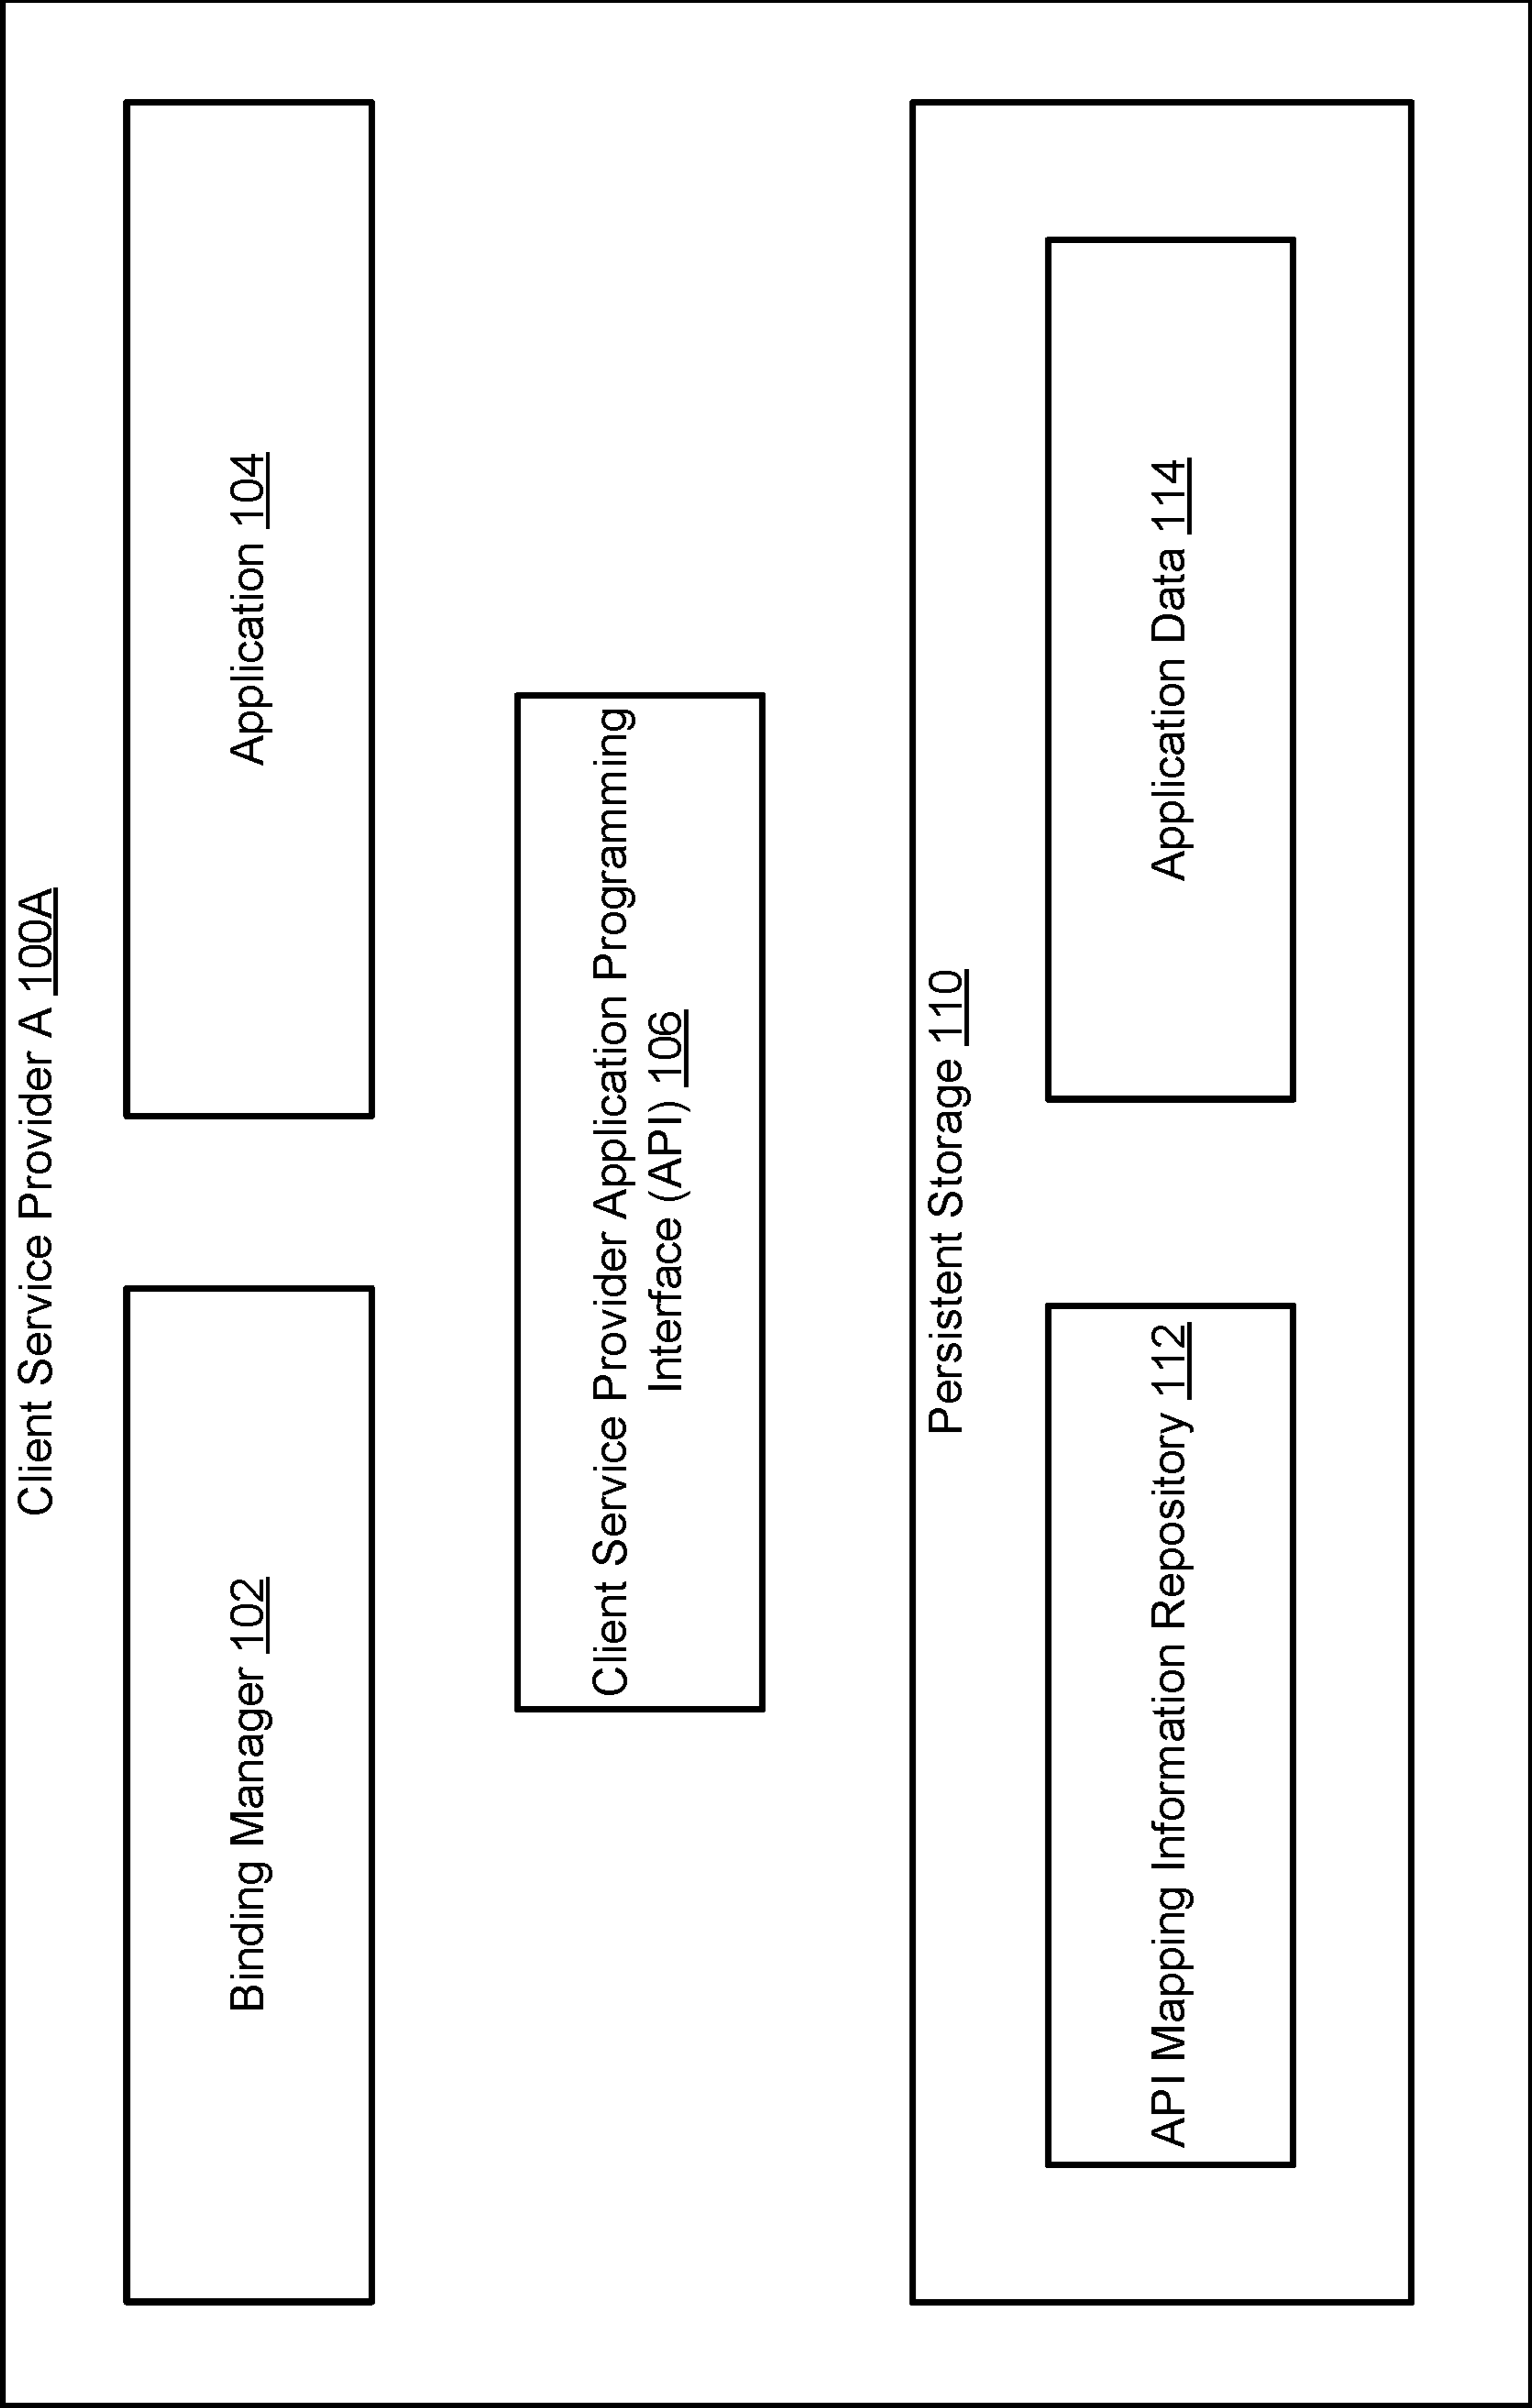 Client Service Provider A 100A
Binding Manager 102
Application 104
Client Service Provider Application Programming
Interface (API) 106
Persistent Storage 110
API Mapping Information Repository 112
Application Data 114